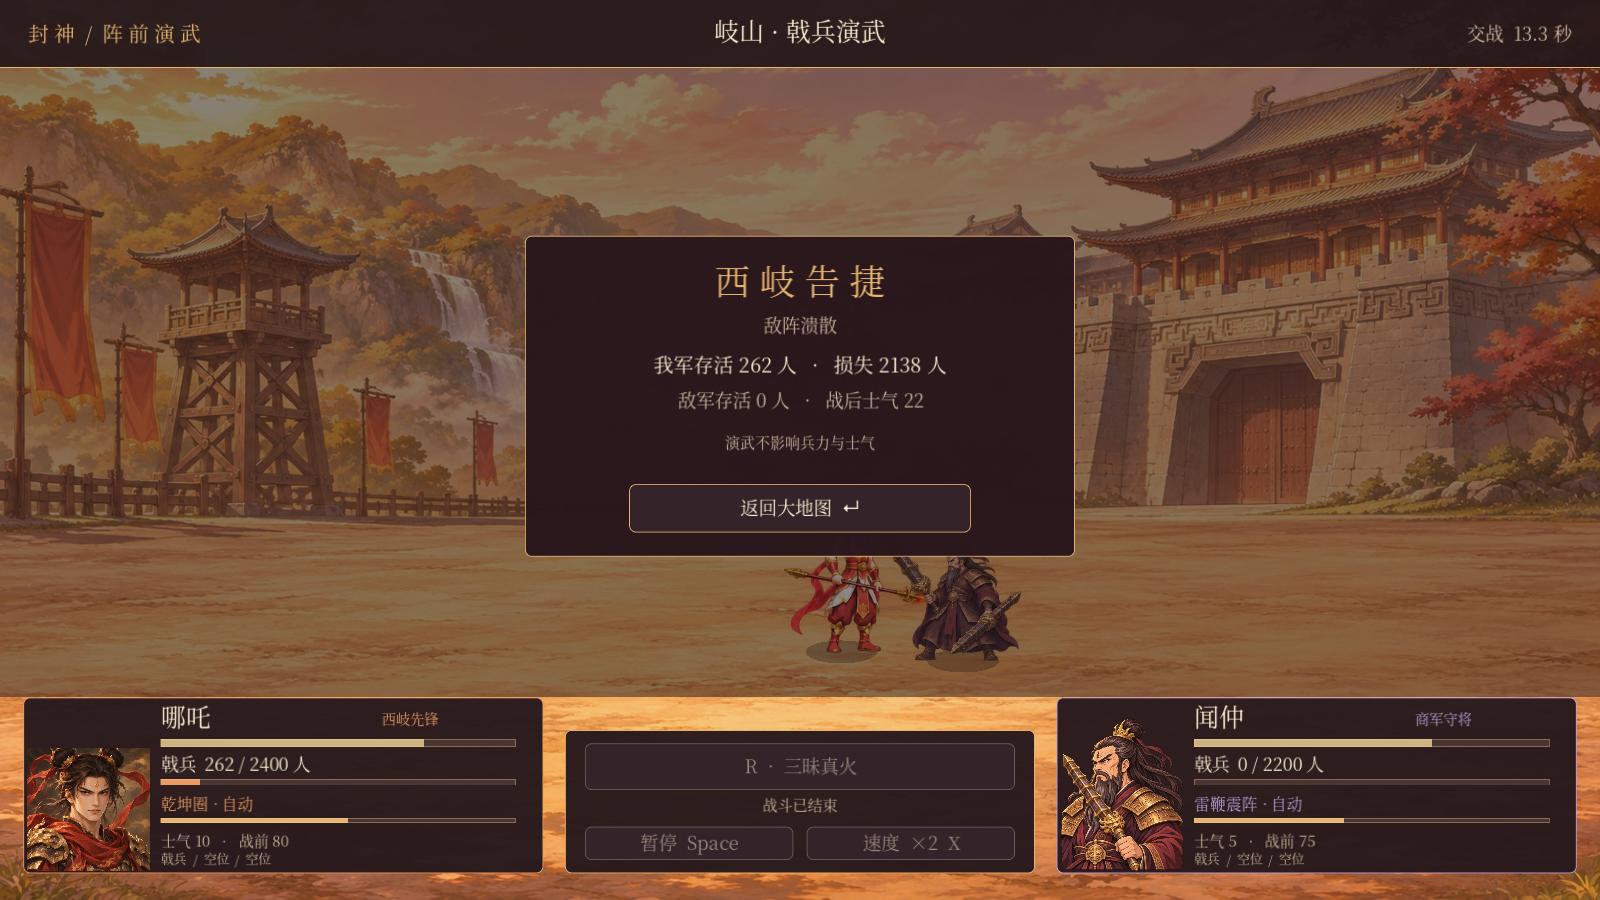 封神 / 阵前演武
岐山 · 戟兵演武
交战 13.3 秒
西岐告捷
敌阵溃散
我军存活 262 人 · 损失 2138 人
敌军存活 0 人 · 战后士气 22
演武不影响兵力与士气
返回大地图 ↵
哪吒
西岐先锋
戟兵 262 / 2400 人
乾坤圈 · 自动
士气 10 · 战前 80
戟兵 / 空位 / 空位
R · 三昧真火
战斗已结束
暂停 Space
速度 ×2 X
闻仲
商军守将
戟兵 0 / 2200 人
雷鞭震阵 · 自动
士气 5 · 战前 75
戟兵 / 空位 / 空位